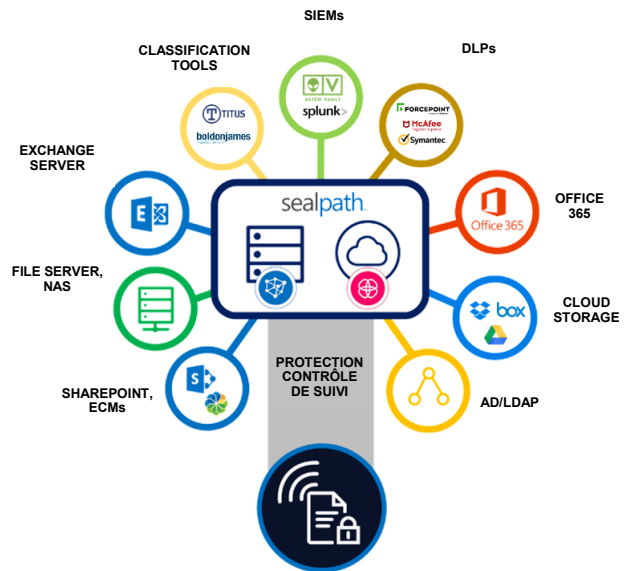 SIEMs
CLASSIFICATION
TOOLS
DLPs
ALIEN VAULT
splunk>
TITUS
boldonjames
FORCEPOINT
McAfee
Symantec.
EXCHANGE
SERVER
E
sealpath
Office 365
OFFICE
365
FILE SERVER,
NAS
box
CLOUD
STORAGE
PROTECTION
CONTRÔLE
DE SUIVI
SHAREPOINT,
ECMs
S
AD/LDAP